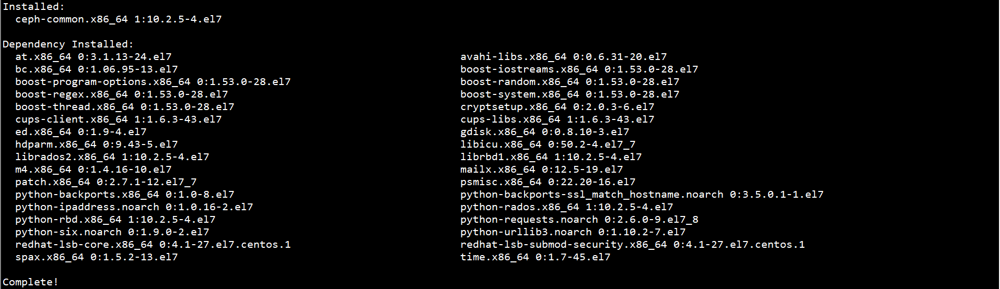 Installed:
  ceph-common.x86_64 1:10.2.5-4.el7

Dependency Installed:
  at.x86_64 0:3.1.13-24.el7                                              avahi-libs.x86_64 0:0.6.31-20.el7
  bc.x86_64 0:1.06.95-13.el7                                             boost-iostreams.x86_64 0:1.53.0-28.el7
  boost-program-options.x86_64 0:1.53.0-28.el7                           boost-random.x86_64 0:1.53.0-28.el7
  boost-regex.x86_64 0:1.53.0-28.el7                                     boost-system.x86_64 0:1.53.0-28.el7
  boost-thread.x86_64 0:1.53.0-28.el7                                    cryptsetup.x86_64 0:2.0.3-6.el7
  cups-client.x86_64 1:1.6.3-43.el7                                      cups-libs.x86_64 1:1.6.3-43.el7
  ed.x86_64 0:1.9-4.el7                                                  gdisk.x86_64 0:0.8.10-3.el7
  hdparm.x86_64 0:9.43-5.el7                                             libicu.x86_64 0:50.2-4.el7_7
  librados2.x86_64 1:10.2.5-4.el7                                        librbd1.x86_64 1:10.2.5-4.el7
  m4.x86_64 0:1.4.16-10.el7                                              mailx.x86_64 0:12.5-19.el7
  patch.x86_64 0:2.7.1-12.el7_7                                          psmisc.x86_64 0:22.20-16.el7
  python-backports.x86_64 0:1.0-8.el7                                    python-backports-ssl_match_hostname.noarch 0:3.5.0.1-1.el7
  python-ipaddress.noarch 0:1.0.16-2.el7                                 python-rados.x86_64 1:10.2.5-4.el7
  python-rbd.x86_64 1:10.2.5-4.el7                                       python-requests.noarch 0:2.6.0-9.el7_8
  python-six.noarch 0:1.9.0-2.el7                                        python-urllib3.noarch 0:1.10.2-7.el7
  redhat-lsb-core.x86_64 0:4.1-27.el7.centos.1                           redhat-lsb-submod-security.x86_64 0:4.1-27.el7.centos.1
  spax.x86_64 0:1.5.2-13.el7                                             time.x86_64 0:1.7-45.el7

Complete!